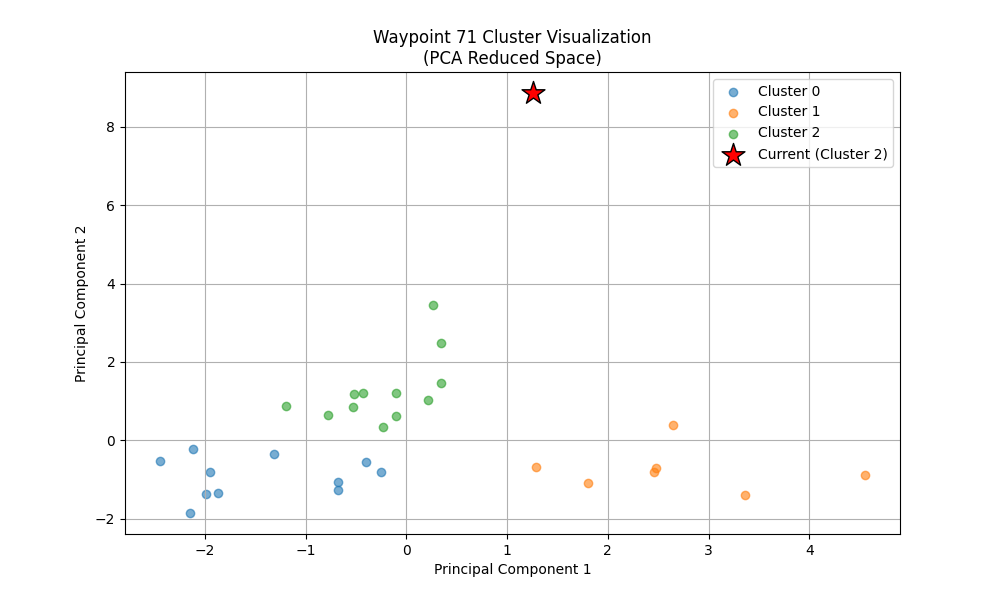 Waypoint 71 Cluster Visualization
(PCA Reduced Space)
Cluster 0
Cluster 1
Cluster 2
Current (Cluster 2)
Principal Component 2
8
6
4
2
0
−2
−2
−1
0
1
2
3
4
Principal Component 1